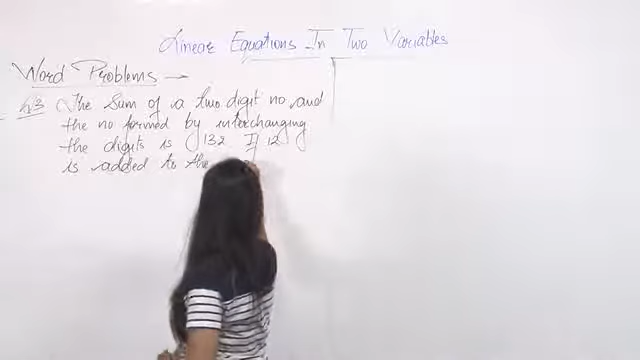 Linear Equations In Two Variables
Word Problems →
The Sum of a two digit no and
the no formed by interchanging
the digits is 132 If 12
is added to the